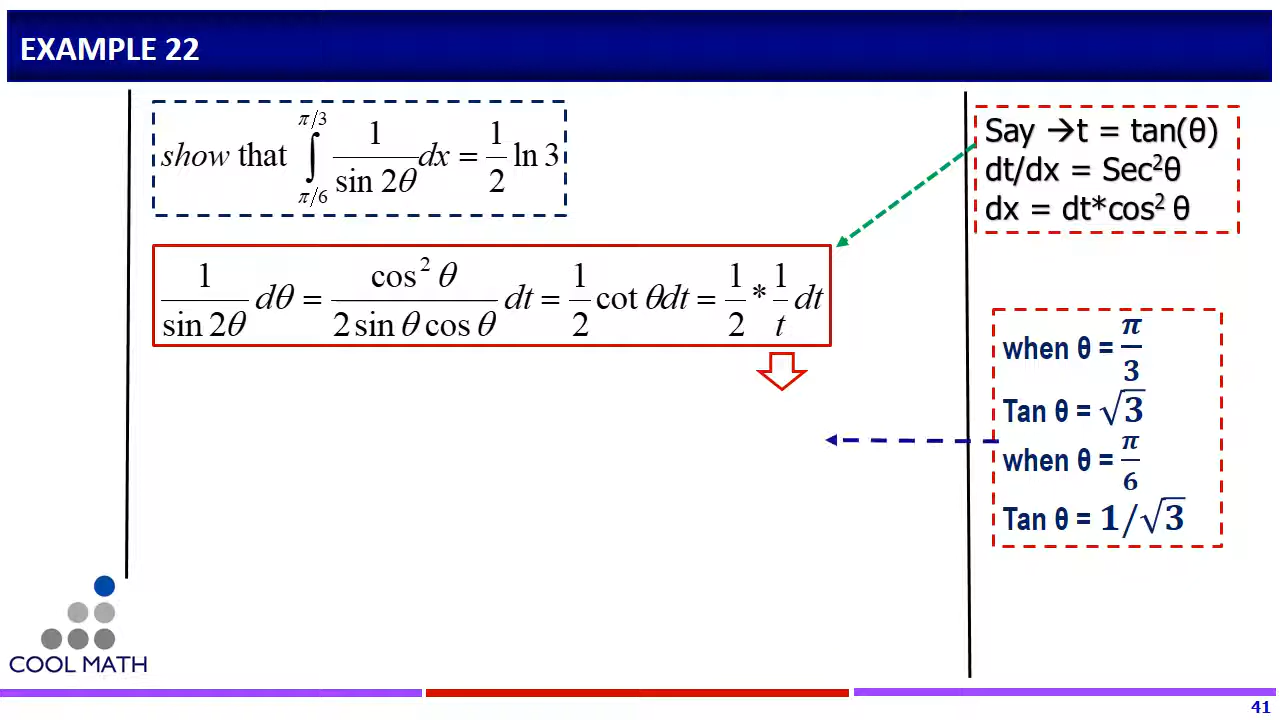 EXAMPLE 22
show that ∫_{π/6}^{π/3} 1/(sin 2θ) dx = 1/2 ln 3
1/(sin 2θ) dθ = cos² θ/(2 sin θ cos θ) dt = 1/2 cot θdt = 1/2 * 1/t dt
Say → t = tan(θ)
dt/dx = Sec²θ
dx = dt*cos² θ
when θ = π/3
Tan θ = √3
when θ = π/6
Tan θ = 1/√3
COOL MATH
41